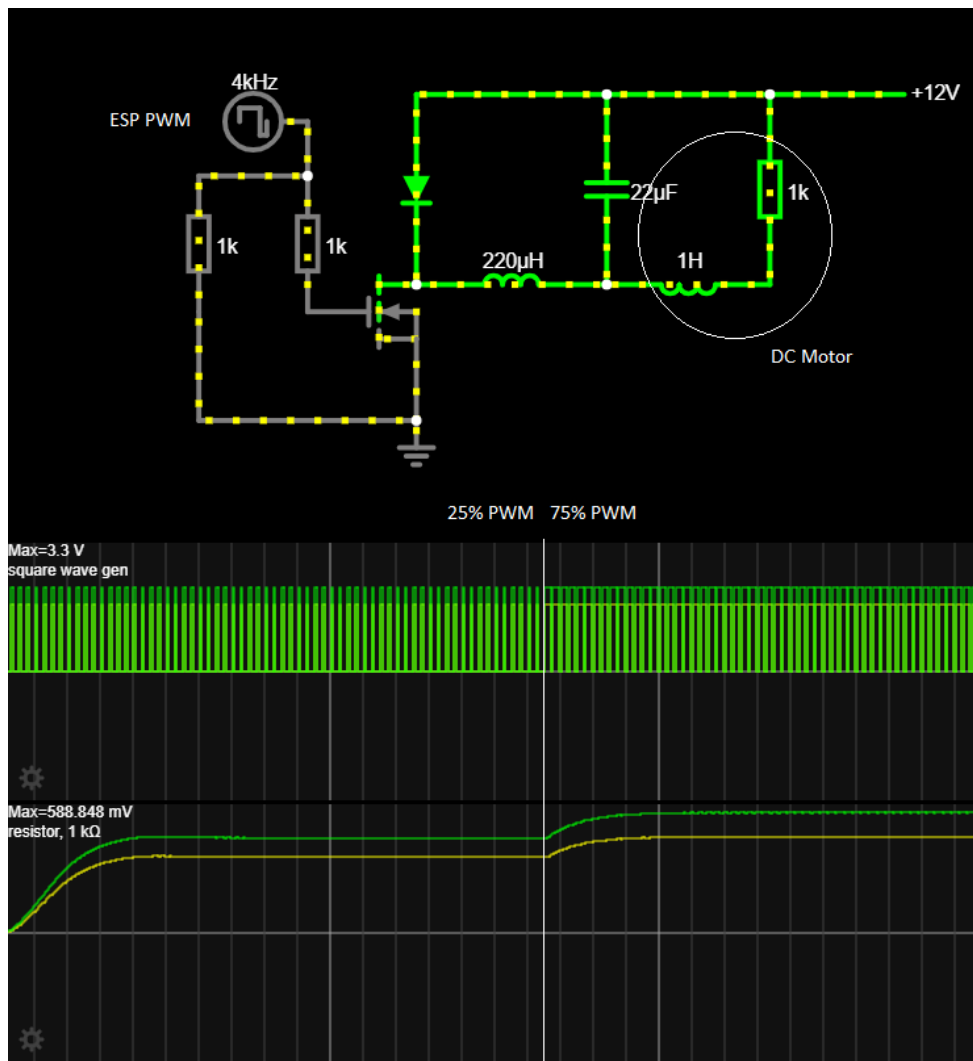 4kHz
ESP PWM
+12V
1k
1k
22µF
1k
220µH
1H
DC Motor
25% PWM 75% PWM
Max=3.3 V
square wave gen
Max=588.848 mV
resistor, 1 kΩ